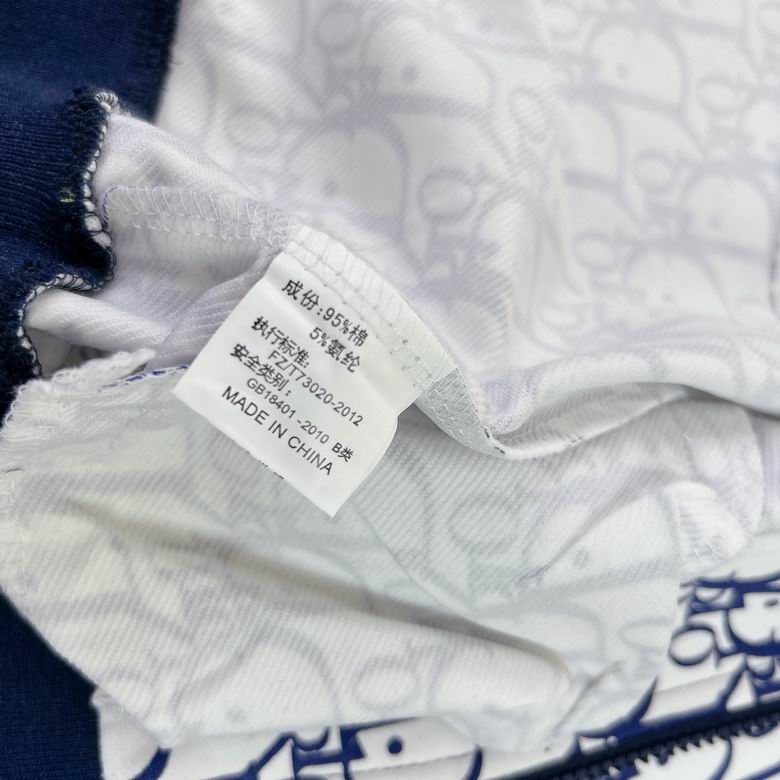 成份:95%棉
5%氨纶
执行标准:
FZ/T73020-2012
安全类别:
GB18401-2010 B类
MADE IN CHINA